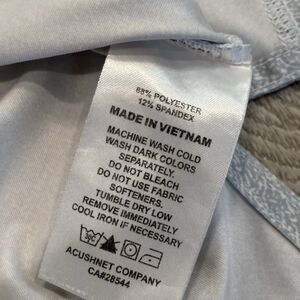 88% POLYESTER
12% SPANDEX
MADE IN VIETNAM
MACHINE WASH COLD
WASH DARK COLORS
SEPARATELY.
DO NOT BLEACH
DO NOT USE FABRIC
SOFTENERS.
TUMBLE DRY LOW
REMOVE IMMEDIATELY
COOL IRON IF NECESSARY
ACUSHNET COMPANY
CA#28544